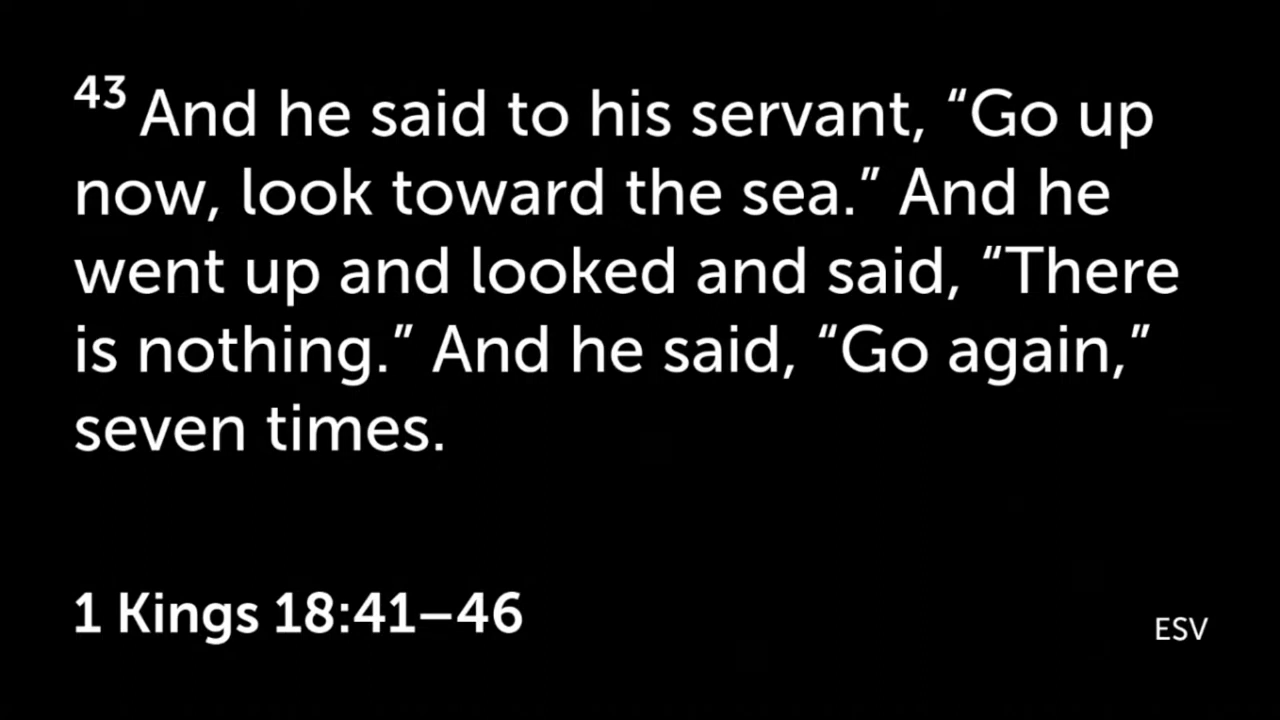 43 And he said to his servant, “Go up
now, look toward the sea.” And he
went up and looked and said, “There
is nothing.” And he said, “Go again,”
seven times.
1 Kings 18:41–46
ESV